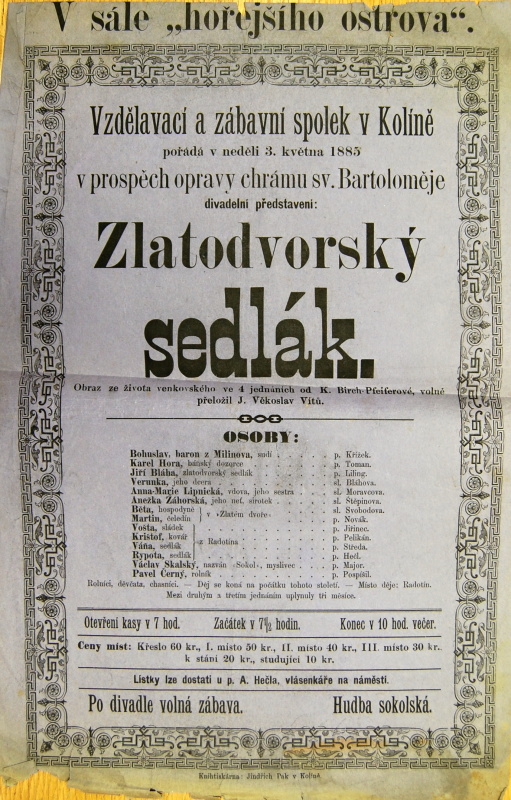 V sále „hořejšího ostrova“.
Vzdělavací a zábavní spolek v Kolíně
pořádá v neděli 3. května 1885
v prospěch opravy chrámu sv. Bartoloměje
divadelní představení:
Zlatodvorský
sedlák.
Obraz ze života venkovského ve 4 jednáních od K. Birch-Pfeiferové, volně
přeložil J. Věkoslav Vitů.
OSOBY:
Bohuslav, baron z Milinova, sudí . . . . . . p. Křížek.
Karel Hora, báňský dozorce . . . . . . p. Toman.
Jiří Bláha, zlatodvorský sedlák . . . . . . p. Liling.
Verunka, jeho dcera . . . . . . sl. Bláhova.
Anna-Marie Lipnická, vdova, jeho sestra . . . sl. Moravcova.
Anežka Záhorská, jeho neť, sirotek . . . . sl. Štěpínova.
Běta, hospodyně } v »Zlatém dvoře« . . . . sl. Svobodova.
Martin, čeledín . . . . p. Novák.
Vošta, sládek . . . . p. Jiřinec.
Krištof, kovář } z Radotína . . . . p. Pelikán.
Váňa, sedlák . . . . p. Středa.
Rypota, sedlák . . . . p. Hečl.
Václav Skalský, nazván »Sokol«, myslivec . . . p. Major.
Pavel Černý, rolník . . . . . . p. Pospíšil.
Rolníci, děvčata, chasníci. — Děj se koná na počátku tohoto století. — Místo děje: Radotín.
Mezi druhým a třetím jednáním uplynuly tři měsíce.
Otevření kasy v 7 hod. Začátek v 7½ hodin. Konec v 10 hod. večer.
Ceny míst: Křeslo 60 kr., I. místo 50 kr., II. místo 40 kr., III. místo 30 kr.
k stání 20 kr., studující 10 kr.
Lístky lze dostati u p. A. Hečla, vlásenkáře na náměstí.
Po divadle volná zábava. Hudba sokolská.
Knihtiskárna: Jindřich Puk v Kolíně